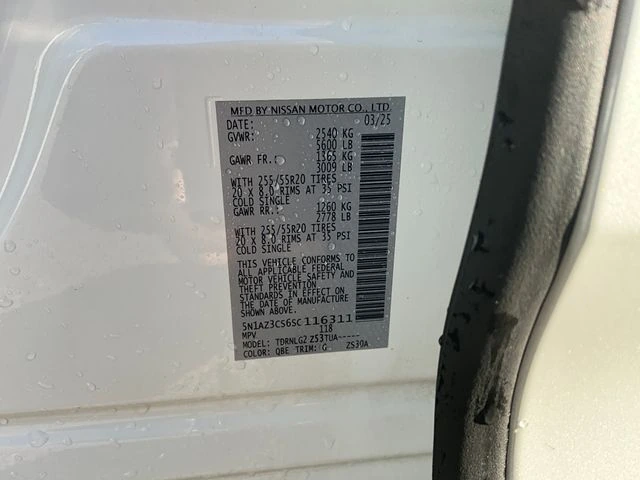 MFD BY NISSAN MOTOR CO., LTD.
DATE: 03/25
GVWR: 2540 KG
5600 LB
GAWR FR.: 1365 KG
3009 LB
WITH 255/55R20 TIRES
20 X 8.0 RIMS AT 35 PSI
COLD SINGLE
GAWR RR.: 1260 KG
2778 LB
WITH 255/55R20 TIRES
20 X 8.0 RIMS AT 35 PSI
COLD SINGLE
THIS VEHICLE CONFORMS TO
ALL APPLICABLE FEDERAL
MOTOR VEHICLE SAFETY AND
THEFT PREVENTION
STANDARDS IN EFFECT ON
THE DATE OF MANUFACTURE
SHOWN ABOVE.
5N1AZ3CS6SC116311
MPV 118
MODEL: TDRNLG2 Z53TUA-----
COLOR: QBE TRIM: G ZS30A